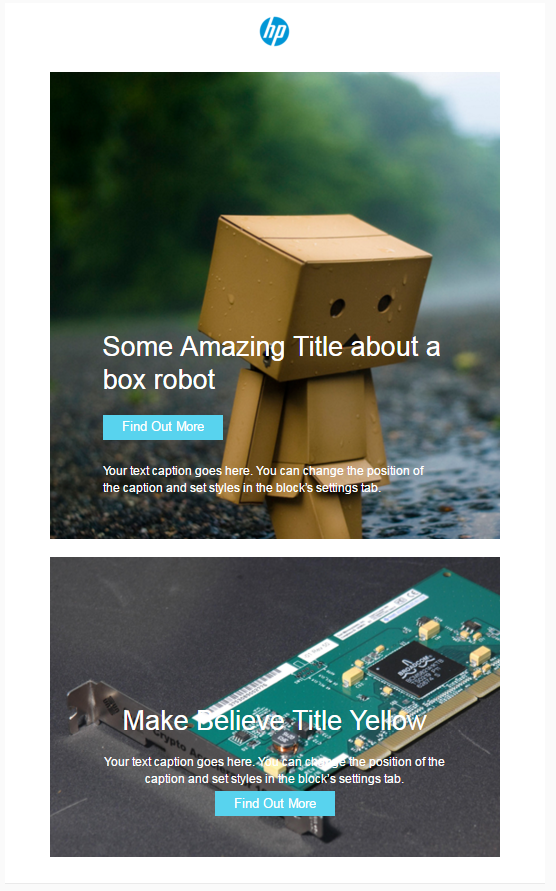 hp
Some Amazing Title about a
box robot
Find Out More
Your text caption goes here. You can change the position of
the caption and set styles in the block's settings tab.
BROADCOM
Make Believe Title Yellow
Crypto Ac
Your text caption goes here. You can change the position of the
caption and set styles in the block's settings tab.
Find Out More